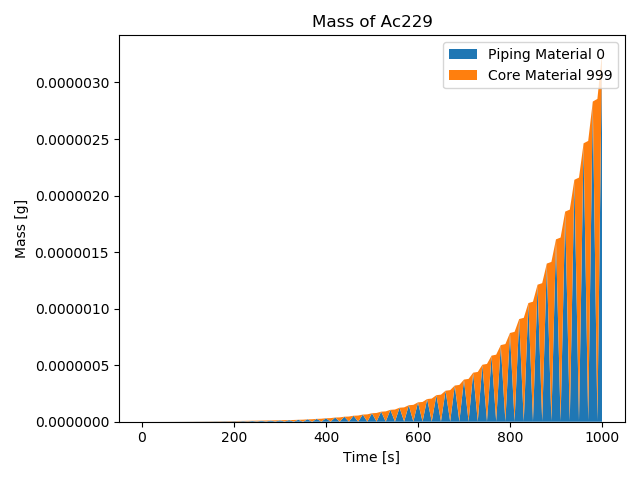 Mass of Ac229
Piping Material 0
Core Material 999
Mass [g]
0.0000030
0.0000025
0.0000020
0.0000015
0.0000010
0.0000005
0.0000000
0 200 400 600 800 1000
Time [s]